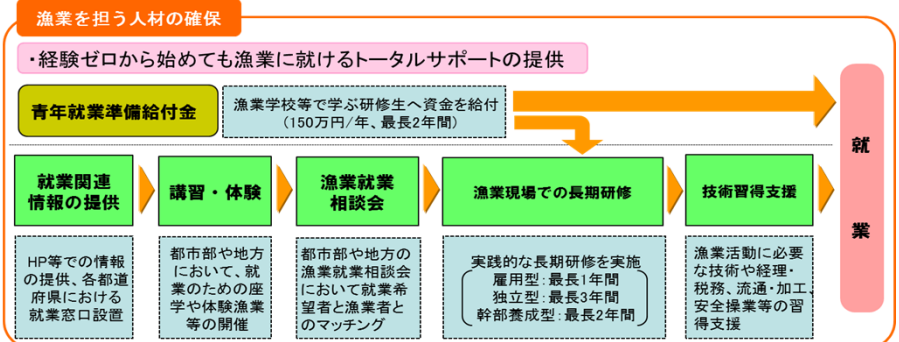 漁業を担う人材の確保
・経験ゼロから始めても漁業に就けるトータルサポートの提供
青年就業準備給付金
漁業学校等で学ぶ研修生へ資金を給付
(150万円/年、最長2年間)
就業関連
情報の提供
講習・体験
漁業就業
相談会
漁業現場での長期研修
技術習得支援
就
業
HP等での情報
の提供、各都道
府県における
就業窓口設置
都市部や地方
において、就
業のための座
学や体験漁業
等の開催
都市部や地方の
漁業就業相談会
において就業希
望者と漁業者と
のマッチング
実践的な長期研修を実施
雇用型:最長1年間
独立型:最長3年間
幹部養成型:最長2年間
漁業活動に必要
な技術や経理・
税務、流通・加工、
安全操業等の習
得支援